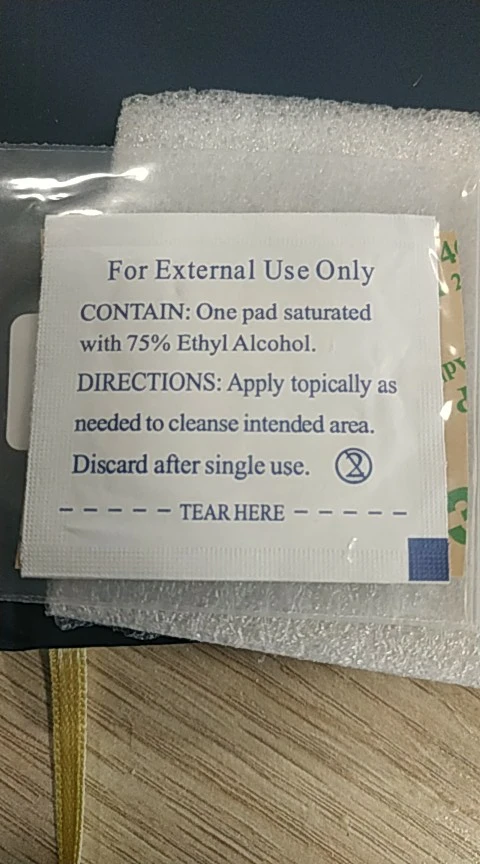 For External Use Only
CONTAIN: One pad saturated
with 75% Ethyl Alcohol.
DIRECTIONS: Apply topically as
needed to cleanse intended area.
Discard after single use.
- - - - - TEAR HERE - - - - -